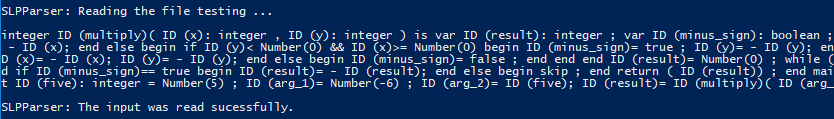 SLPParser: Reading the file testing ...
integer ID (multiply)( ID (x): integer , ID (y): integer ) is var ID (result): integer ; var ID (minus_sign): boolean ;
- ID (x); end else begin if ID (y)< Number(0) && ID (x)>= Number(0) begin ID (minus_sign)= true ; ID (y)= - ID (y); en
D (x)= - ID (x); ID (y)= - ID (y); end else begin ID (minus_sign)= false ; end end end ID (result)= Number(0) ; while (
d if ID (minus_sign)== true begin ID (result)= - ID (result); end else begin skip ; end return ( ID (result)) ; end mai
t ID (five): integer = Number(5) ; ID (arg_1)= Number(-6) ; ID (arg_2)= ID (five); ID (result)= ID (multiply)( ID (arg_
SLPParser: The input was read sucessfully.